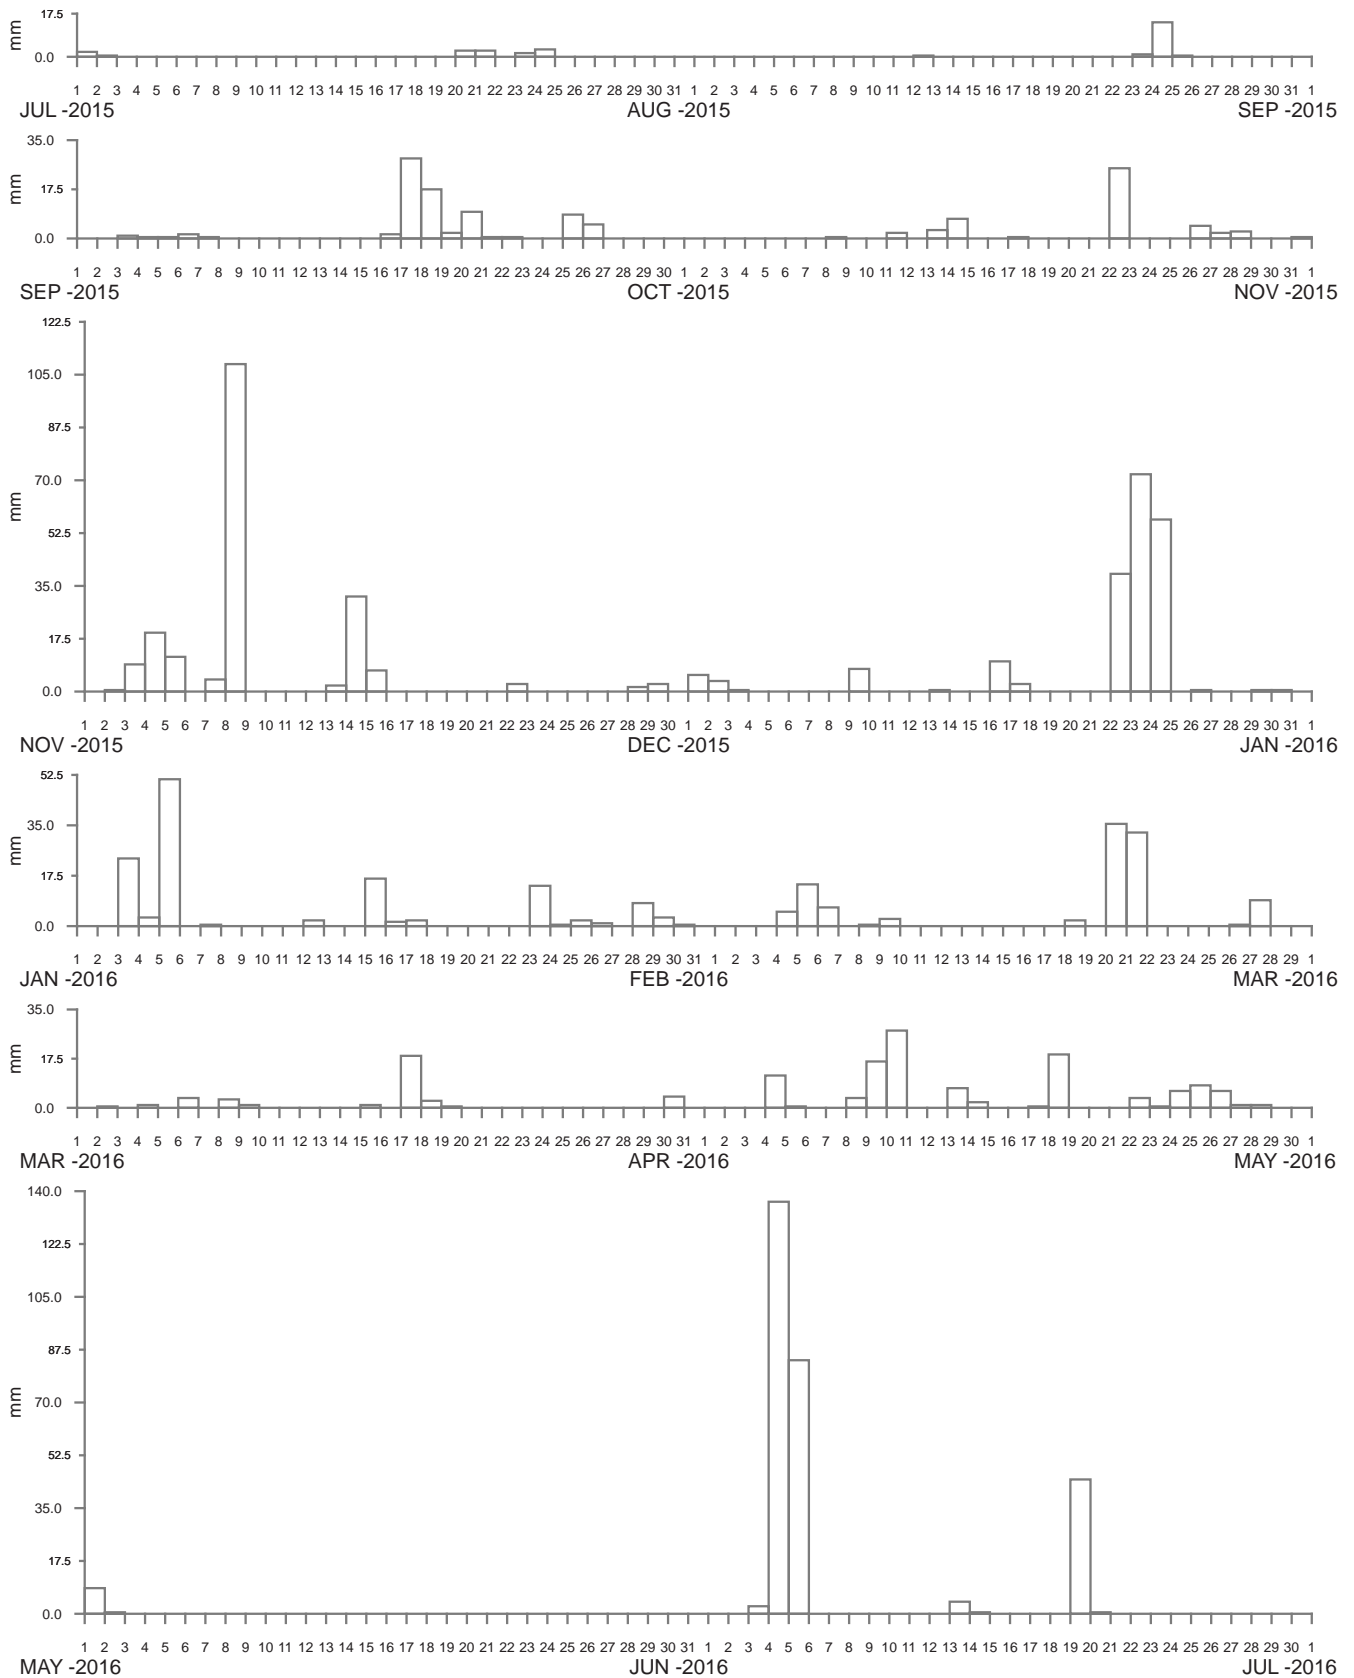 17.5
mm
0.0
1 2 3 4 5 6 7 8 9 10 11 12 13 14 15 16 17 18 19 20 21 22 23 24 25 26 27 28 29 30 31 1 2 3 4 5 6 7 8 9 10 11 12 13 14 15 16 17 18 19 20 21 22 23 24 25 26 27 28 29 30 31 1
JUL -2015 AUG -2015 SEP -2015
35.0
mm
17.5
0.0
1 2 3 4 5 6 7 8 9 10 11 12 13 14 15 16 17 18 19 20 21 22 23 24 25 26 27 28 29 30 1 2 3 4 5 6 7 8 9 10 11 12 13 14 15 16 17 18 19 20 21 22 23 24 25 26 27 28 29 30 31 1
SEP -2015 OCT -2015 NOV -2015
122.5
105.0
87.5
70.0
mm
52.5
35.0
17.5
0.0
1 2 3 4 5 6 7 8 9 10 11 12 13 14 15 16 17 18 19 20 21 22 23 24 25 26 27 28 29 30 1 2 3 4 5 6 7 8 9 10 11 12 13 14 15 16 17 18 19 20 21 22 23 24 25 26 27 28 29 30 31 1
NOV -2015 DEC -2015 JAN -2016
52.5
35.0
mm
17.5
0.0
1 2 3 4 5 6 7 8 9 10 11 12 13 14 15 16 17 18 19 20 21 22 23 24 25 26 27 28 29 30 31 1 2 3 4 5 6 7 8 9 10 11 12 13 14 15 16 17 18 19 20 21 22 23 24 25 26 27 28 29 1
JAN -2016 FEB -2016 MAR -2016
35.0
mm
17.5
0.0
1 2 3 4 5 6 7 8 9 10 11 12 13 14 15 16 17 18 19 20 21 22 23 24 25 26 27 28 29 30 31 1 2 3 4 5 6 7 8 9 10 11 12 13 14 15 16 17 18 19 20 21 22 23 24 25 26 27 28 29 30 1
MAR -2016 APR -2016 MAY -2016
140.0
122.5
105.0
87.5
70.0
mm
52.5
35.0
17.5
0.0
1 2 3 4 5 6 7 8 9 10 11 12 13 14 15 16 17 18 19 20 21 22 23 24 25 26 27 28 29 30 31 1 2 3 4 5 6 7 8 9 10 11 12 13 14 15 16 17 18 19 20 21 22 23 24 25 26 27 28 29 30 1
MAY -2016 JUN -2016 JUL -2016